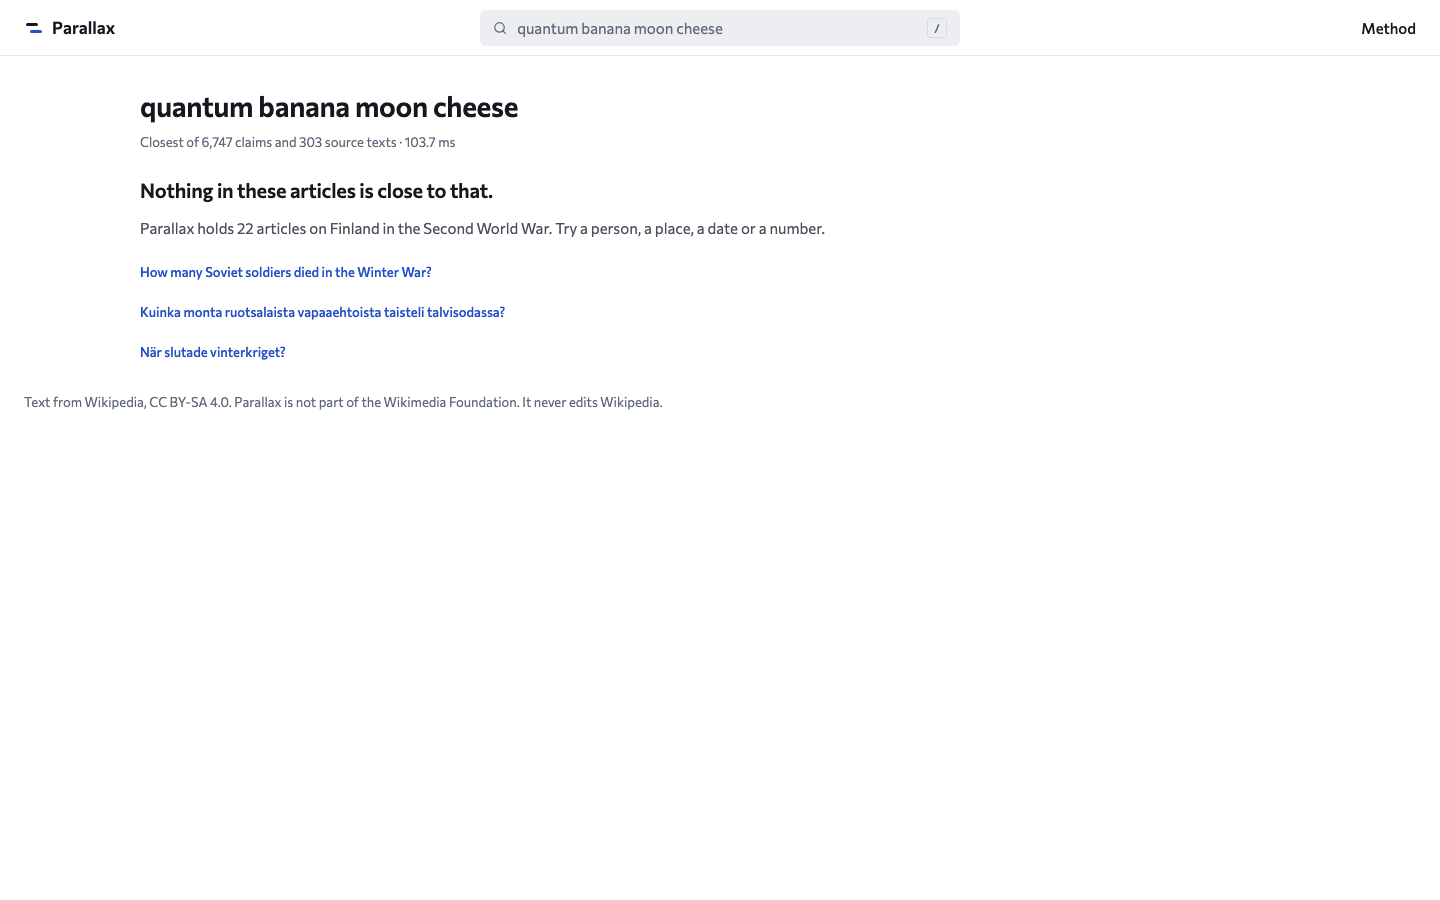 Parallax
quantum banana moon cheese
/
Method
quantum banana moon cheese
Closest of 6,747 claims and 303 source texts · 103.7 ms
Nothing in these articles is close to that.
Parallax holds 22 articles on Finland in the Second World War. Try a person, a place, a date or a number.
How many Soviet soldiers died in the Winter War?
Kuinka monta ruotsalaista vapaaehtoista taisteli talvisodassa?
När slutade vinterkriget?
Text from Wikipedia, CC BY-SA 4.0. Parallax is not part of the Wikimedia Foundation. It never edits Wikipedia.